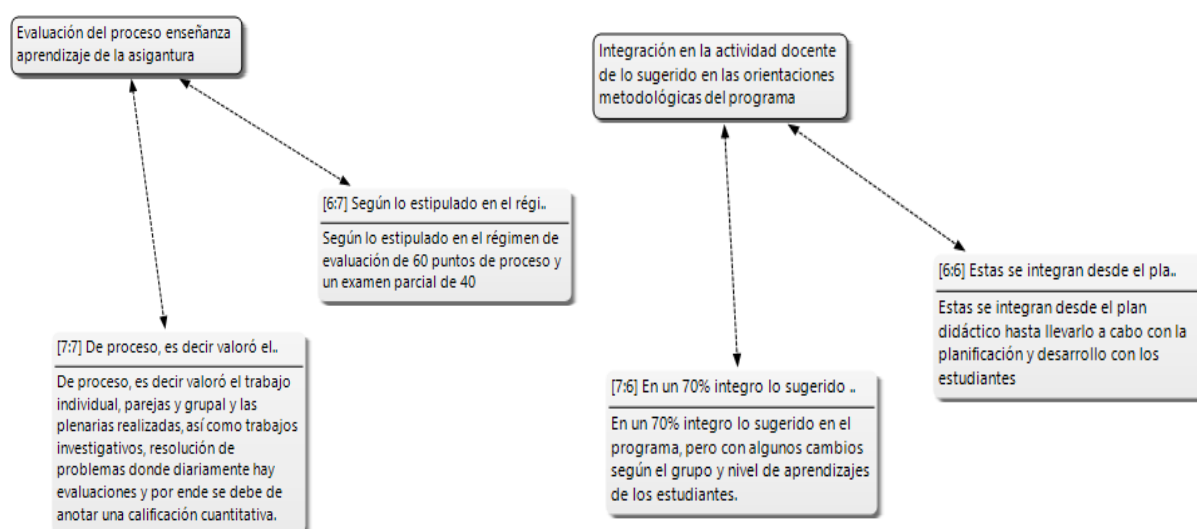 Evaluación del proceso enseñanza
aprendizaje de la asigantura
Integración en la actividad docente
de lo sugerido en las orientaciones
metodológicas del programa
[6:7] Según lo estipulado en el régi..
Según lo estipulado en el régimen de
evaluación de 60 puntos de proceso y
un examen parcial de 40
[6:6] Estas se integran desde el pla..
Estas se integran desde el plan
didáctico hasta llevarlo a cabo con la
planificación y desarrollo con los
estudiantes
[7:7] De proceso, es decir valoró el..
De proceso, es decir valoró el trabajo
individual, parejas y grupal y las
plenarias realizadas, así como trabajos
investigativos, resolución de
problemas donde diariamente hay
evaluaciones y por ende se debe de
anotar una calificación cuantitativa.
[7:6] En un 70% integro lo sugerido ..
En un 70% integro lo sugerido en el
programa, pero con algunos cambios
según el grupo y nivel de aprendizajes
de los estudiantes.